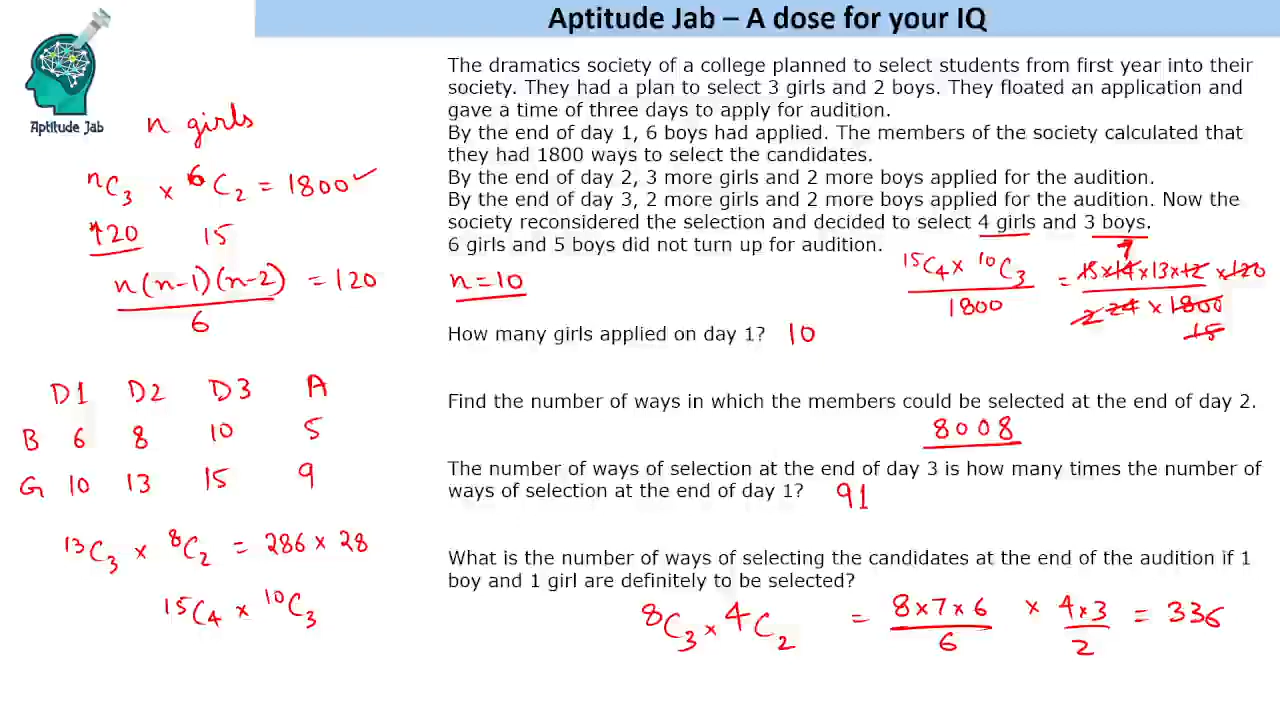 Aptitude Jab – A dose for your IQ
Aptitude Jab
The dramatics society of a college planned to select students from first year into their
society. They had a plan to select 3 girls and 2 boys. They floated an application and
gave a time of three days to apply for audition.
By the end of day 1, 6 boys had applied. The members of the society calculated that
they had 1800 ways to select the candidates.
By the end of day 2, 3 more girls and 2 more boys applied for the audition.
By the end of day 3, 2 more girls and 2 more boys applied for the audition. Now the
society reconsidered the selection and decided to select 4 girls and 3 boys.
6 girls and 5 boys did not turn up for audition.
n girls
ⁿC₃ × ⁶C₂ = 1800 ✓
120 15
n(n-1)(n-2) = 120
6
n = 10
¹⁵C₄ × ¹⁰C₃ = 15×14×13×12 ×120
1800 2 24 × 1800
7
15
How many girls applied on day 1? 10
D1 D2 D3 A
B 6 8 10 5
G 10 13 15 9
¹³C₃ × ⁸C₂ = 286 × 28
¹⁵C₄ × ¹⁰C₃
Find the number of ways in which the members could be selected at the end of day 2.
8008
The number of ways of selection at the end of day 3 is how many times the number of
ways of selection at the end of day 1? 91
What is the number of ways of selecting the candidates at the end of the audition if 1
boy and 1 girl are definitely to be selected?
⁸C₃ × ⁴C₂ = 8×7×6 × 4×3 = 336
6 2